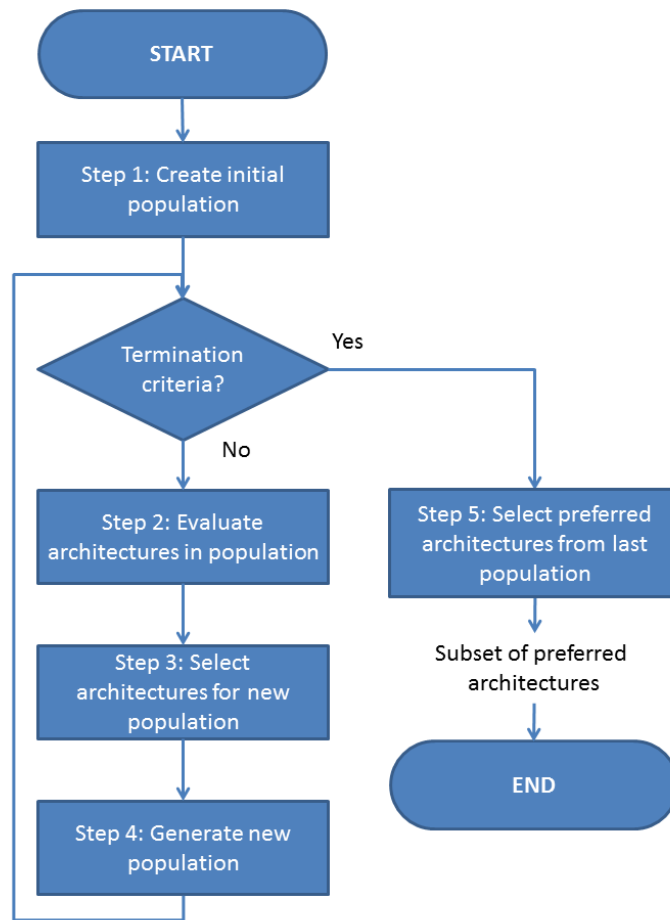 START
Step 1: Create initial
population
Termination
criteria?
Yes
No
Step 2: Evaluate
architectures in population
Step 3: Select
architectures for new
population
Step 4: Generate new
population
Step 5: Select preferred
architectures from last
population
Subset of preferred
architectures
END